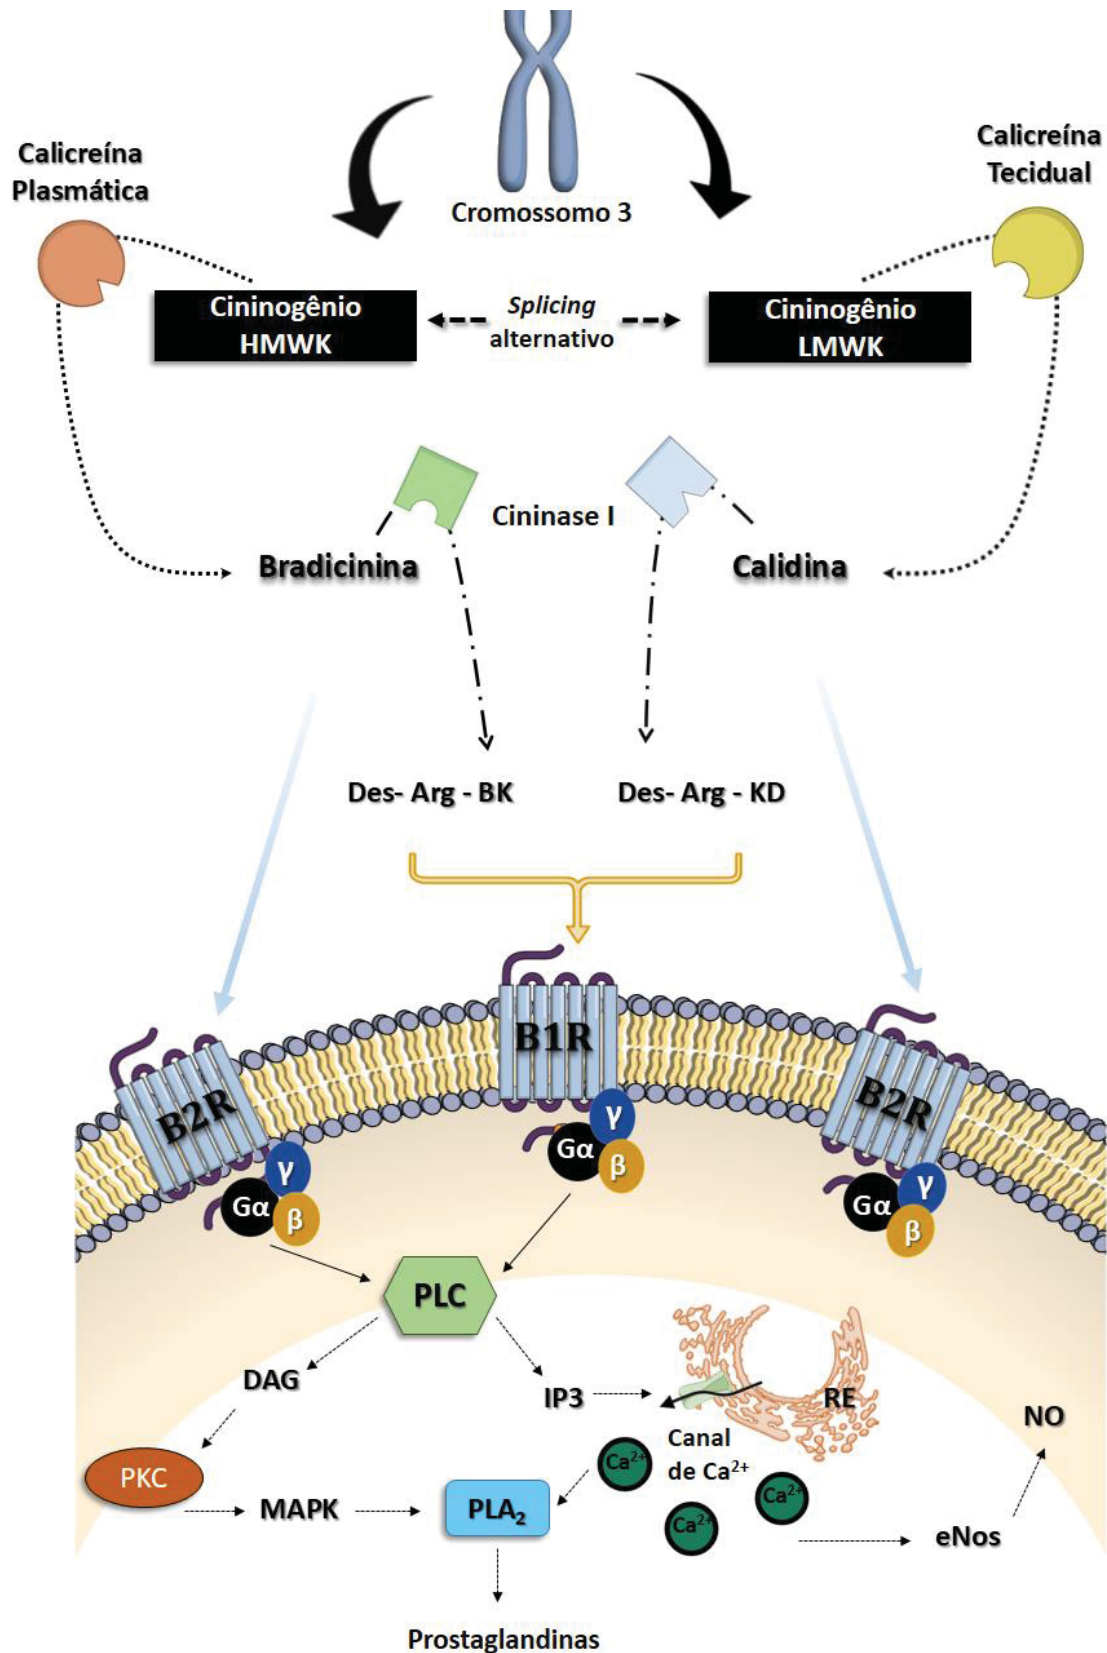 Cromossomo 3
Calicreína
Plasmática
Calicreína
Tecidual
Cininogênio
HMWK
Splicing
alternativo
Cininogênio
LMWK
Cininase I
Bradicinina
Calidina
Des- Arg - BK
Des- Arg - KD
B2R
B1R
B2R
Gα
γ
β
Gα
γ
β
Gα
γ
β
PLC
DAG
IP3
RE
Canal
de Ca²⁺
NO
PKC
MAPK
PLA₂
Ca²⁺
Ca²⁺
Ca²⁺
eNos
Prostaglandinas